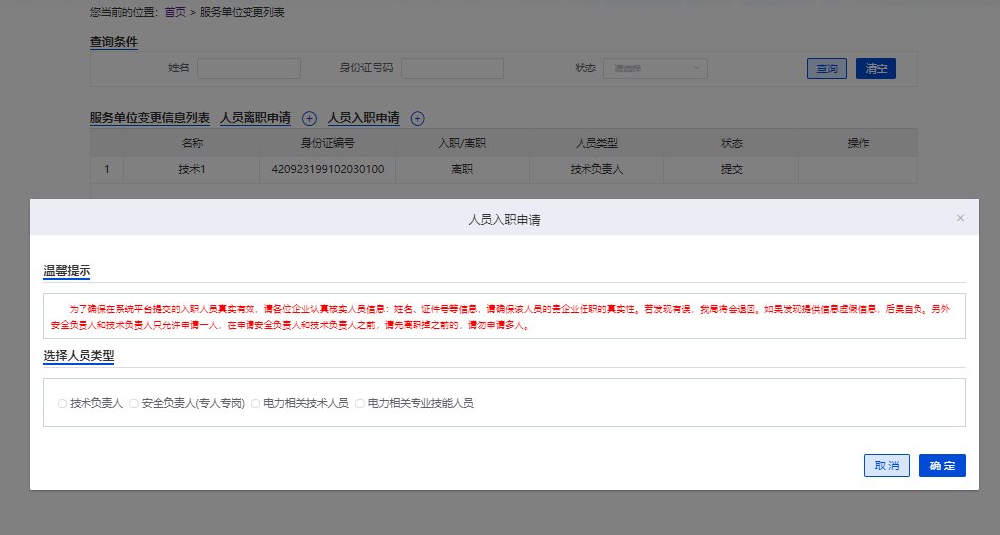 您当前的位置：首页 > 服务单位变更列表
查询条件
姓名 身份证号码 状态 请选择 查询 清空
服务单位变更信息列表 人员离职申请 人员入职申请
名称 身份证编号 入职/离职 人员类型 状态 操作
1 技术1 420923199102030100 离职 技术负责人 提交
人员入职申请 ×
温馨提示
为了确保在系统平台提交的入职人员真实有效，请各位企业认真核实人员信息：姓名、证件号等信息，请确保该人员的贵企业任职的真实性。若发现有误，我局将会退回。如果发现提供信息虚假信息，后果自负。另外
安全负责人和技术负责人只允许申请一人，在申请安全负责人和技术负责人之前，请先离职掉之前的，请勿申请多人。
选择人员类型
技术负责人 安全负责人(专人专岗) 电力相关技术人员 电力相关专业技能人员
取消 确定